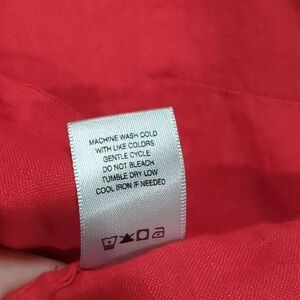 MACHINE WASH COLD
WITH LIKE COLORS
GENTLE CYCLE
DO NOT BLEACH
TUMBLE DRY LOW
COOL IRON IF NEEDED